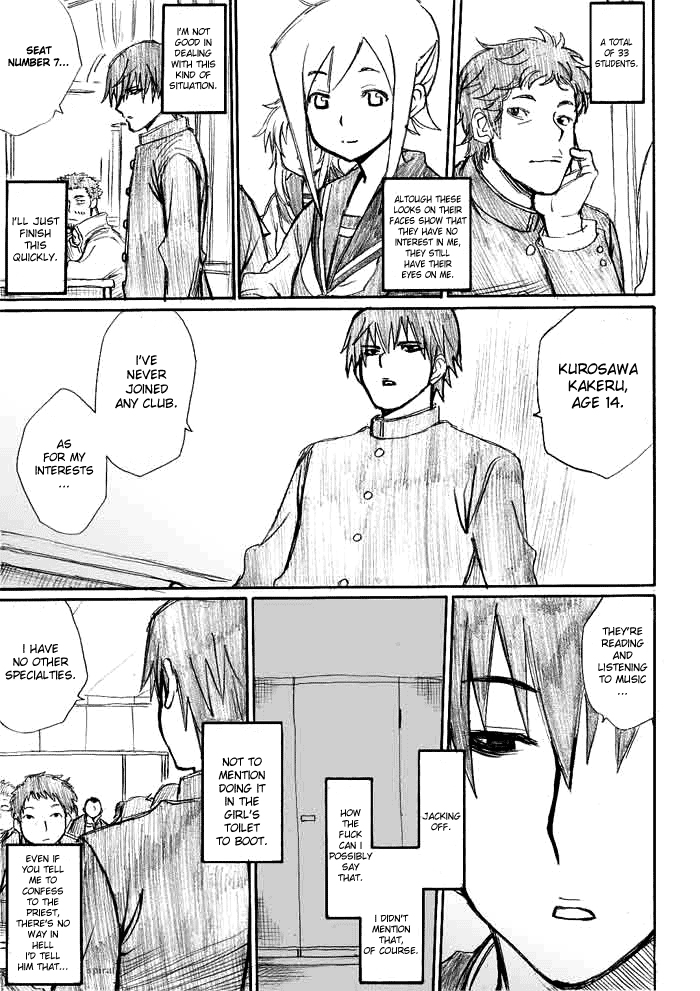 A TOTAL
OF 33
STUDENTS.
ALTOUGH THESE
LOOKS ON THEIR
FACES SHOW THAT
THEY HAVE NO
INTEREST IN ME,
THEY STILL
HAVE THEIR
EYES ON ME.
I'M NOT
GOOD IN
DEALING
WITH THIS
KIND OF
SITUATION.
SEAT
NUMBER 7...
I'LL JUST
FINISH
THIS
QUICKLY.
KUROSAWA
KAKERU,
AGE 14.
I'VE
NEVER
JOINED
ANY CLUB.
AS
FOR MY
INTERESTS
...
THEY'RE
READING
AND
LISTENING
TO MUSIC
...
JACKING
OFF.
HOW
THE
FUCK
CAN I
POSSIBLY
SAY
THAT.
I DIDN'T
MENTION
THAT,
OF COURSE.
NOT TO
MENTION
DOING IT
IN THE
GIRL'S
TOILET
TO BOOT.
I HAVE
NO OTHER
SPECIALTIES.
EVEN IF
YOU TELL
ME TO
CONFESS
TO THE
PRIEST,
THERE'S NO
WAY IN
HELL
I'D TELL
HIM THAT...
spiral